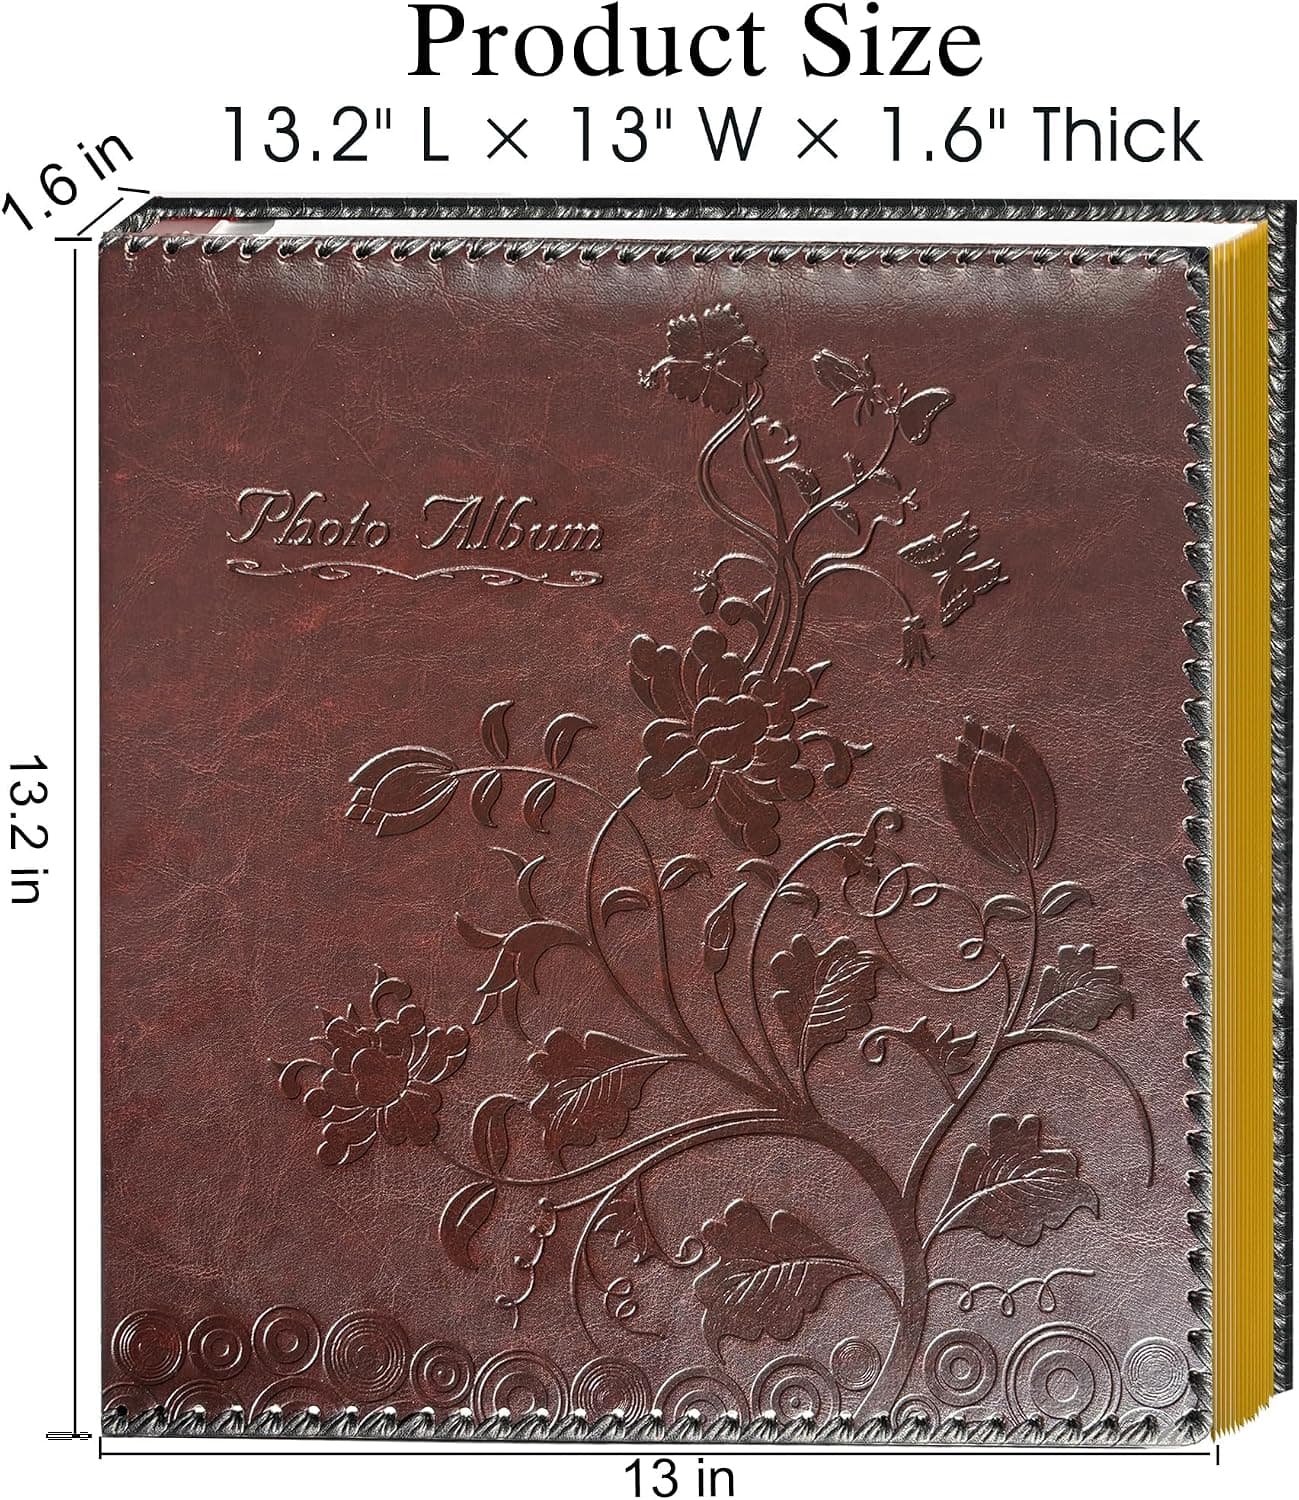 Product Size
13.2" L × 13" W × 1.6" Thick
1.6 in
Photo Album
13.2 in
13 in